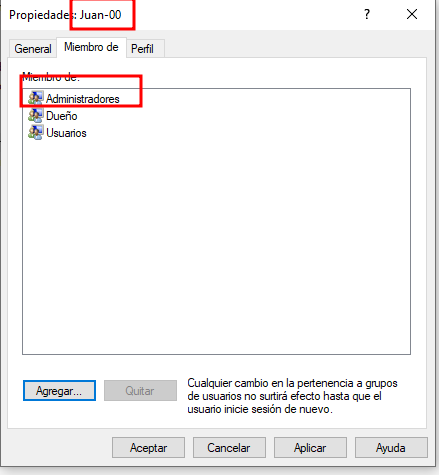 Propiedades: Juan-00
?
General
Miembro de
Perfil
Miembro de:
Administradores
Dueño
Usuarios
Agregar...
Quitar
Cualquier cambio en la pertenencia a grupos
de usuarios no surtirá efecto hasta que el
usuario inicie sesión de nuevo.
Aceptar
Cancelar
Aplicar
Ayuda